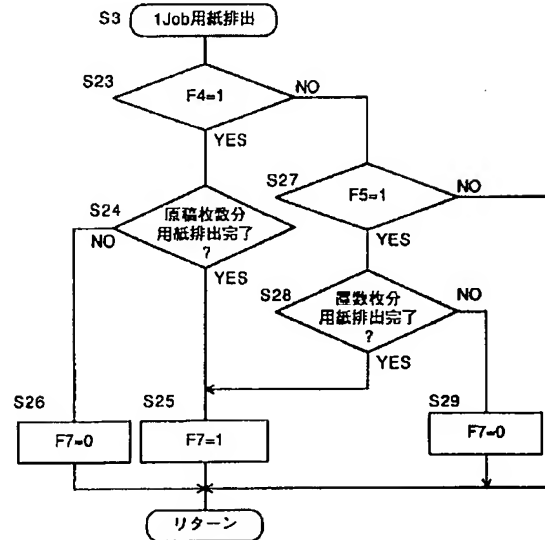 S3
1Job用紙排出
S23
F4=1
NO
YES
S27
F5=1
NO
S24
原稿枚数分
用紙排出完了
?
NO
YES
YES
S28
置数枚分
用紙排出完了
?
NO
YES
S26
F7=0
S25
F7=1
S29
F7=0
リターン